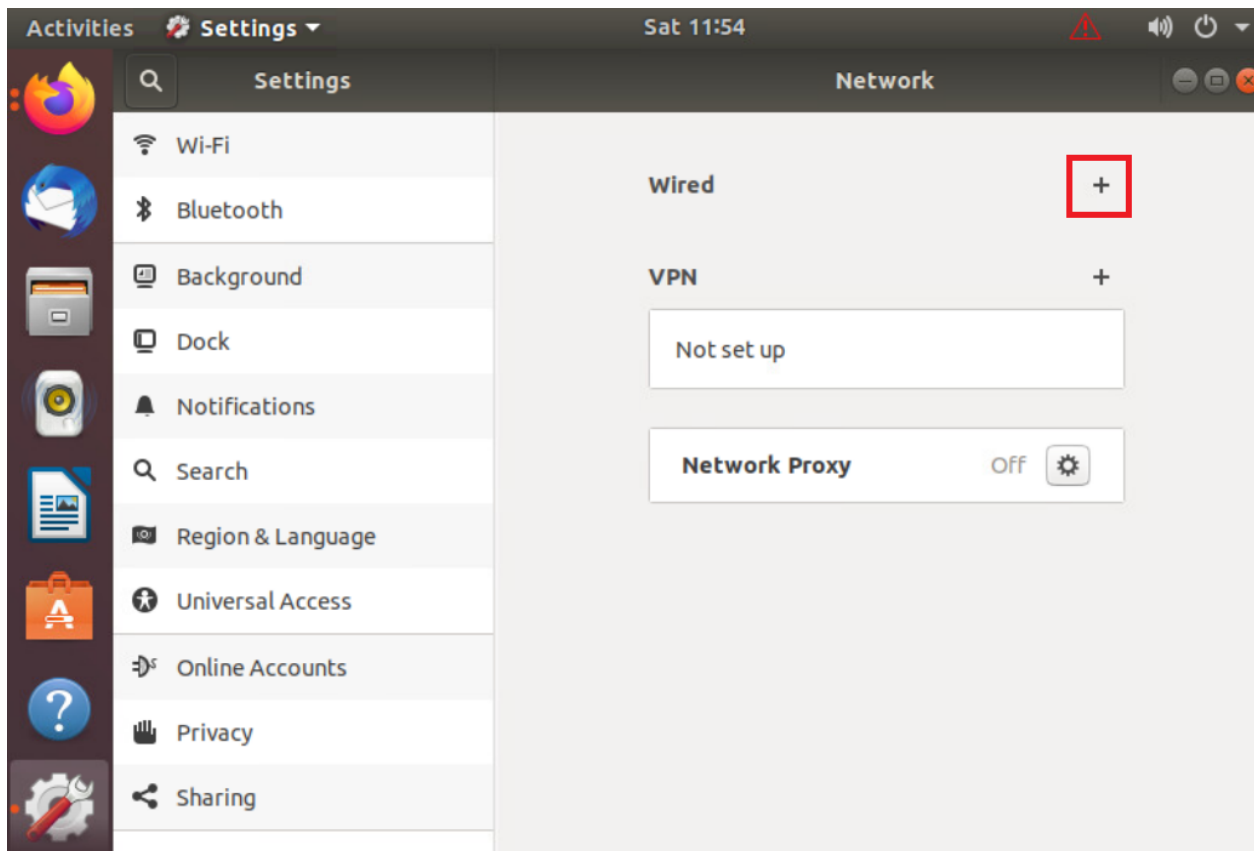 Activities Settings Sat 11:54
Settings Network
Wi-Fi
Bluetooth
Background
Dock
Notifications
Search
Region & Language
Universal Access
Online Accounts
Privacy
Sharing
Wired +
VPN +
Not set up
Network Proxy Off